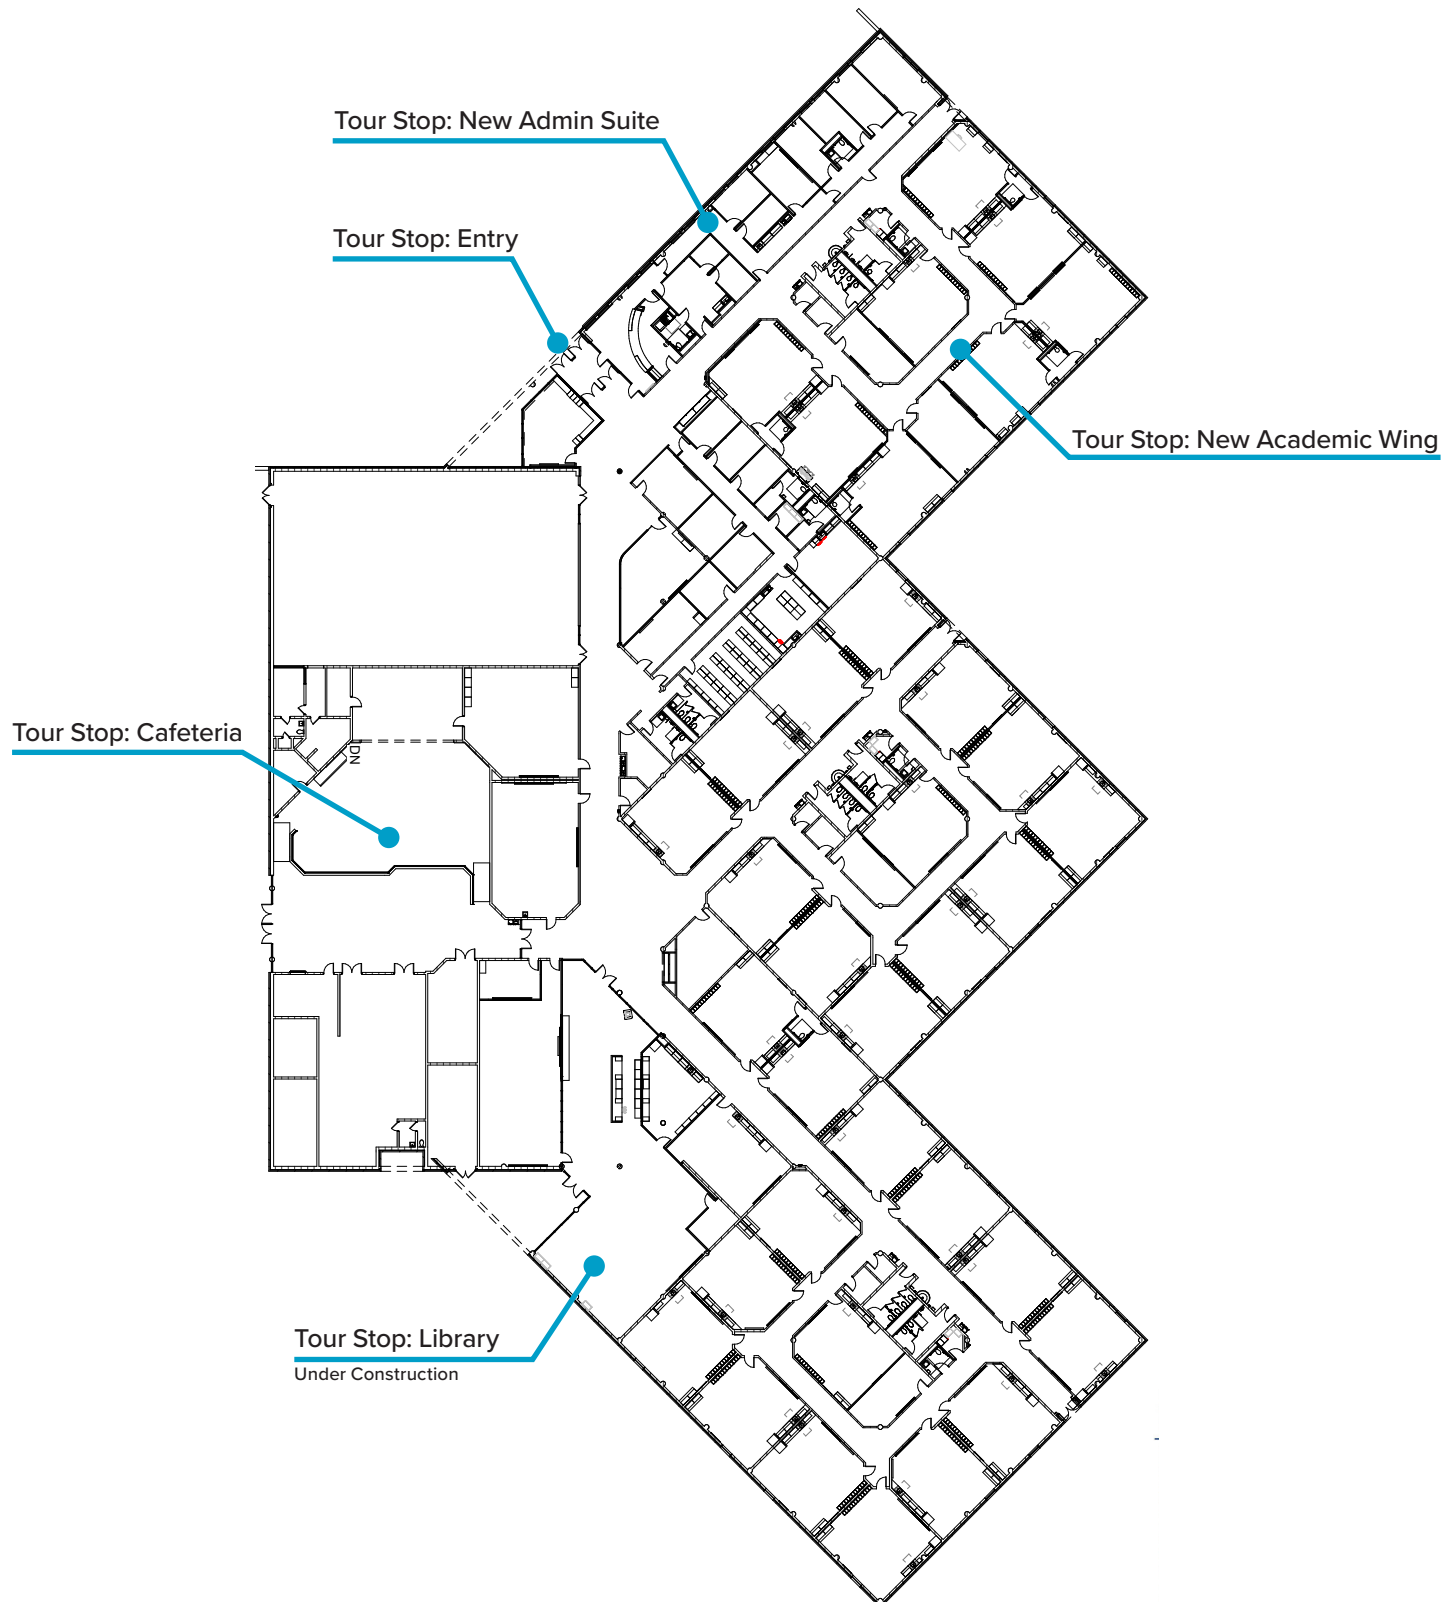 Tour Stop: New Admin Suite
Tour Stop: Entry
Tour Stop: New Academic Wing
Tour Stop: Cafeteria
DN
Tour Stop: Library
Under Construction